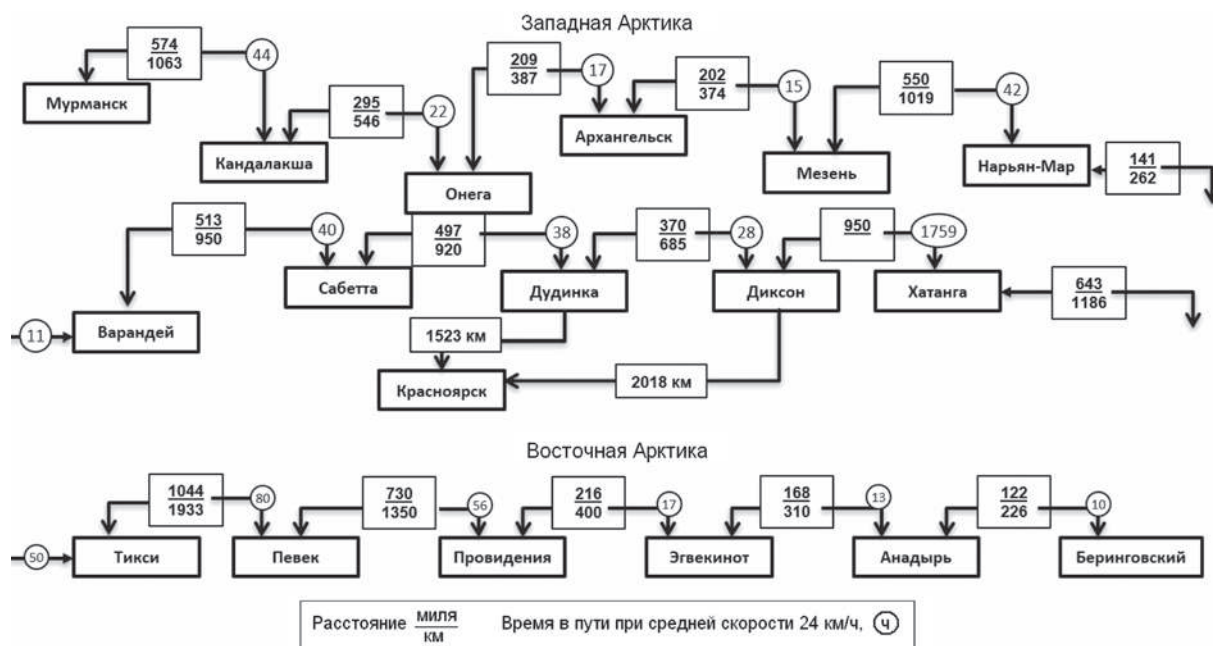 Западная Арктика
574
1063
44
Мурманск
295
546
22
Кандалакша
209
387
17
Онега
202
374
15
Архангельск
550
1019
42
Мезень
Нарьян-Мар
141
262
513
950
40
497
920
38
370
685
28
950
1759
Сабетта
Дудинка
Диксон
Хатанга
643
1186
11
Варандей
1523 км
Красноярск
2018 км
Восточная Арктика
1044
1933
80
730
1350
56
216
400
17
168
310
13
122
226
10
50
Тикси
Певек
Провидения
Эгвекинот
Анадырь
Беринговский
Расстояние миля
км
Время в пути при средней скорости 24 км/ч, ч